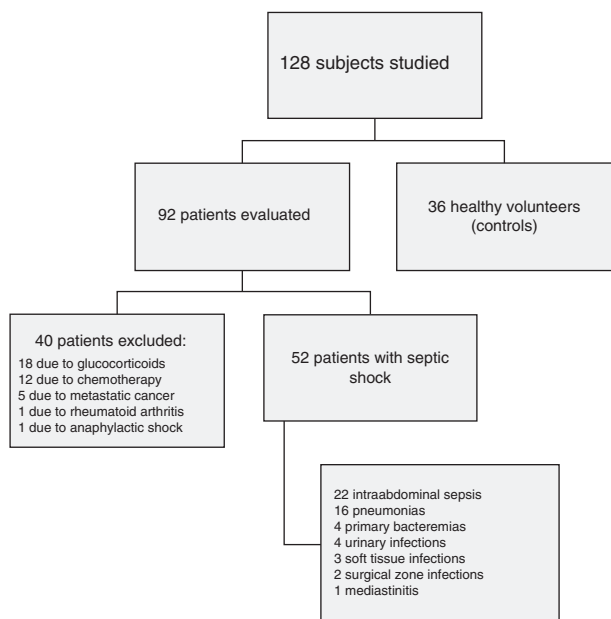 128 subjects studied
92 patients evaluated
36 healthy volunteers
(controls)
40 patients excluded:
18 due to glucocorticoids
12 due to chemotherapy
5 due to metastatic cancer
1 due to rheumatoid arthritis
1 due to anaphylactic shock
52 patients with septic
shock
22 intraabdominal sepsis
16 pneumonias
4 primary bacteremias
4 urinary infections
3 soft tissue infections
2 surgical zone infections
1 mediastinitis